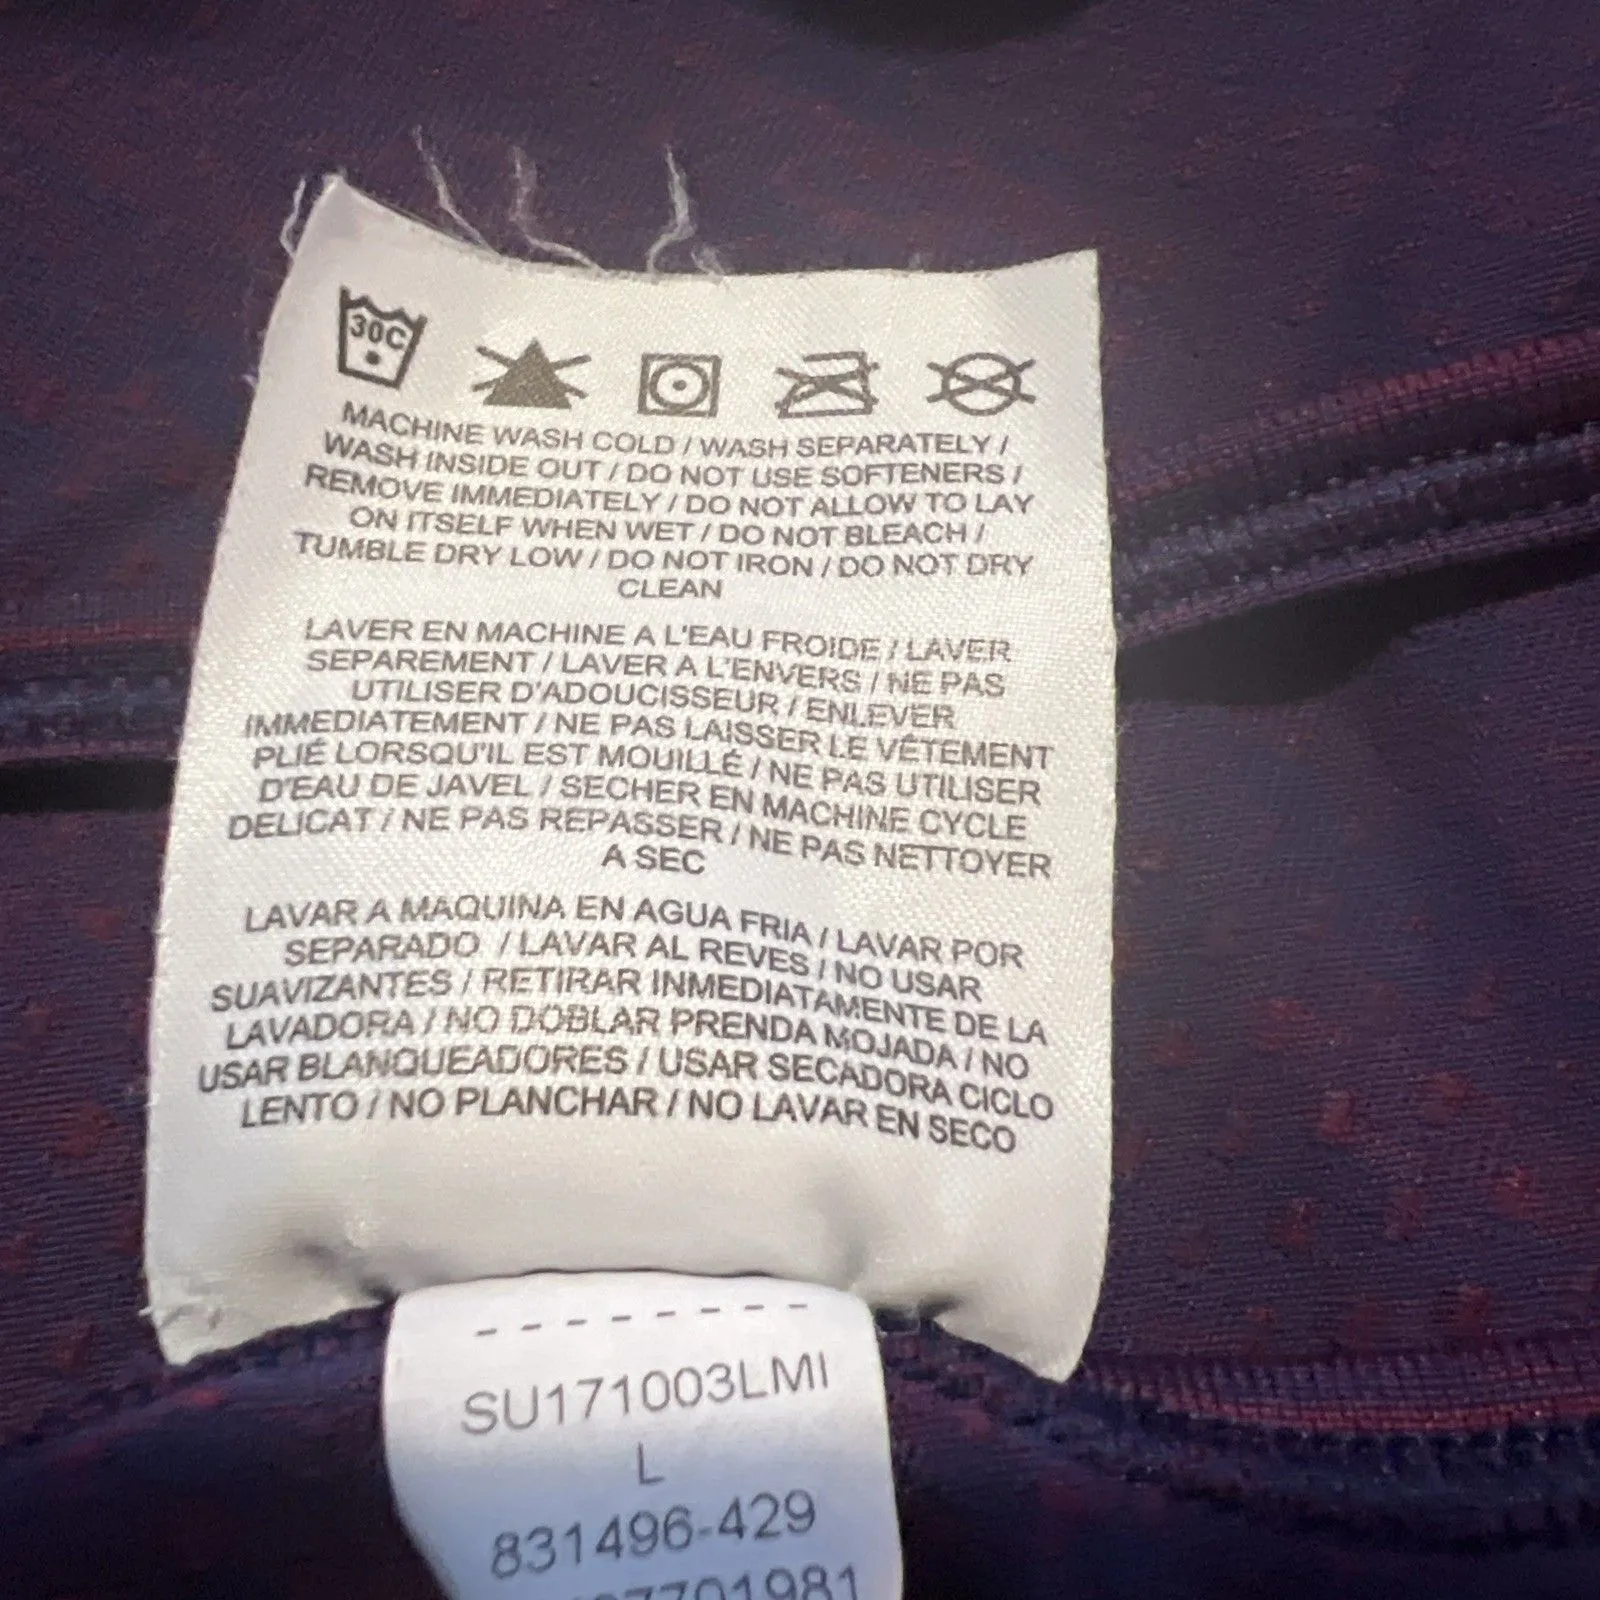 30C
MACHINE WASH COLD / WASH SEPARATELY /
WASH INSIDE OUT / DO NOT USE SOFTENERS /
REMOVE IMMEDIATELY / DO NOT ALLOW TO LAY
ON ITSELF WHEN WET / DO NOT BLEACH /
TUMBLE DRY LOW / DO NOT IRON / DO NOT DRY
CLEAN
LAVER EN MACHINE A L'EAU FROIDE / LAVER
SEPAREMENT / LAVER A L'ENVERS / NE PAS
UTILISER D'ADOUCISSEUR / ENLEVER
IMMEDIATEMENT / NE PAS LAISSER LE VÊTEMENT
PLIÉ LORSQU'IL EST MOUILLÉ / NE PAS UTILISER
D'EAU DE JAVEL / SECHER EN MACHINE CYCLE
DELICAT / NE PAS REPASSER / NE PAS NETTOYER
A SEC
LAVAR A MAQUINA EN AGUA FRIA / LAVAR POR
SEPARADO / LAVAR AL REVES / NO USAR
SUAVIZANTES / RETIRAR INMEDIATAMENTE DE LA
LAVADORA / NO DOBLAR PRENDA MOJADA / NO
USAR BLANQUEADORES / USAR SECADORA CICLO
LENTO / NO PLANCHAR / NO LAVAR EN SECO
SU171003LMI
L
831496-429